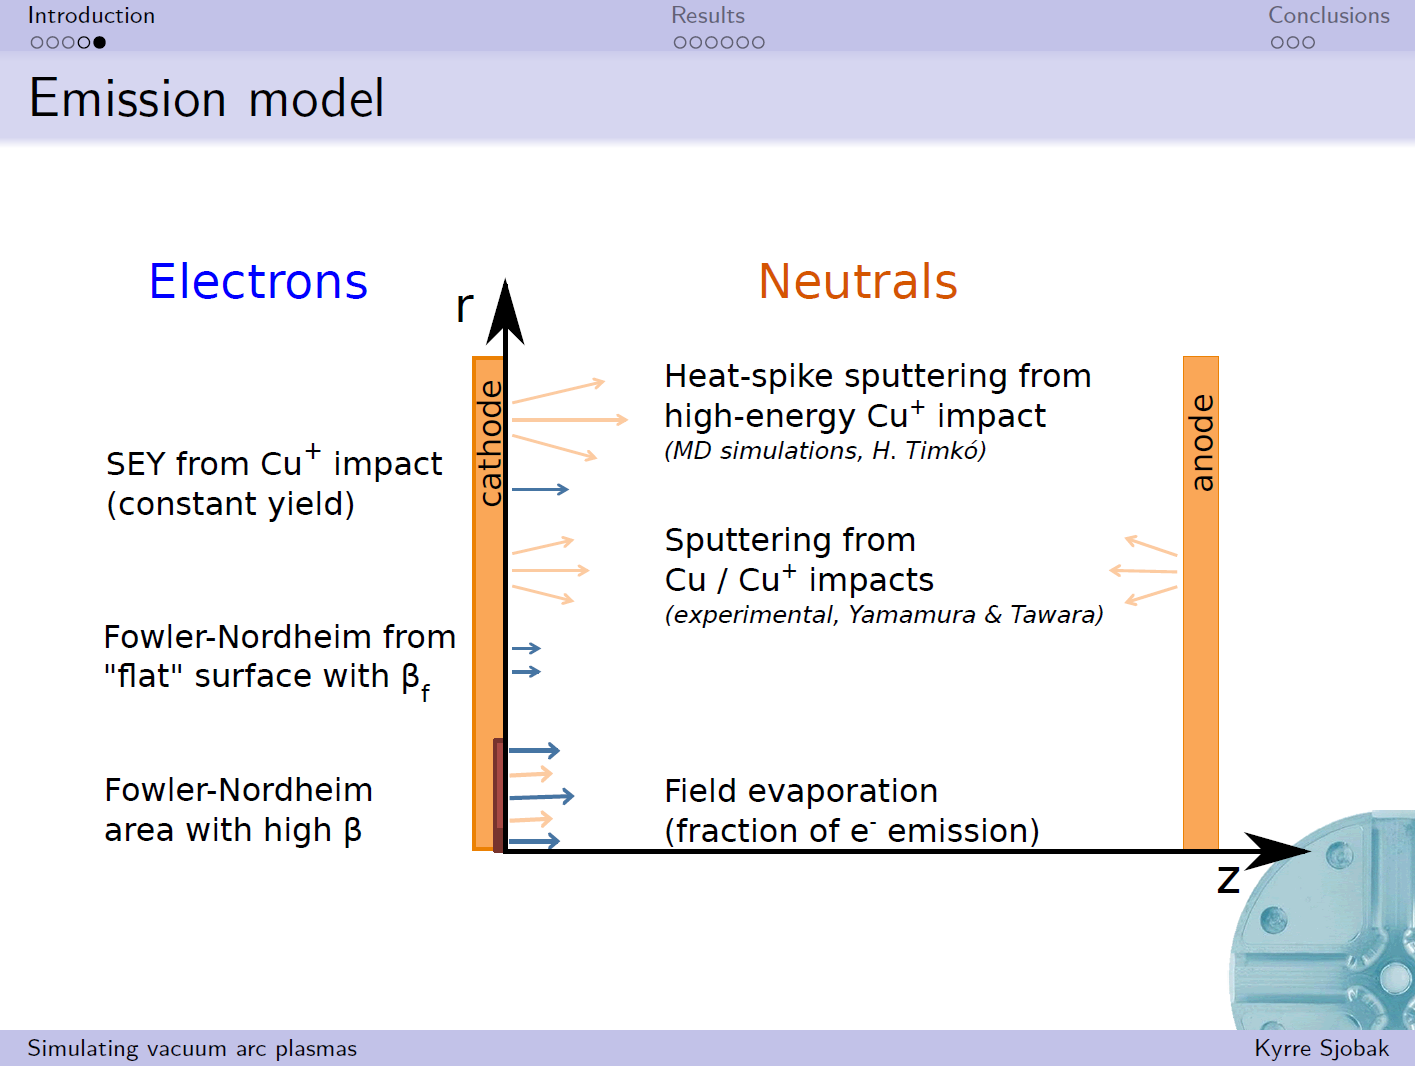 Introduction
Results
Conclusions
Emission model
Electrons
Neutrals
r
cathode
anode
SEY from Cu⁺ impact
(constant yield)
Fowler-Nordheim from
"flat" surface with β_f
Fowler-Nordheim
area with high β
Heat-spike sputtering from
high-energy Cu⁺ impact
(MD simulations, H. Timkó)
Sputtering from
Cu / Cu⁺ impacts
(experimental, Yamamura & Tawara)
Field evaporation
(fraction of e⁻ emission)
z
Simulating vacuum arc plasmas
Kyrre Sjobak